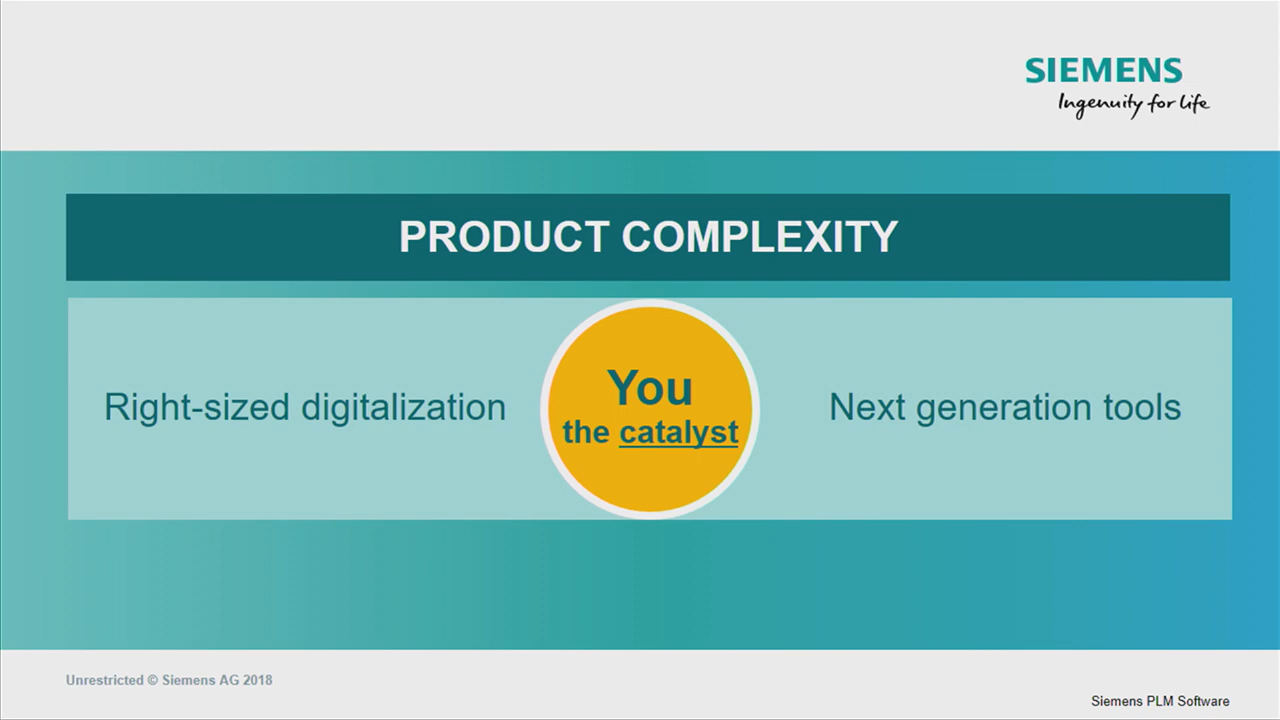 SIEMENS
Ingenuity for life
PRODUCT COMPLEXITY
Right-sized digitalization
You
the catalyst
Next generation tools
Unrestricted © Siemens AG 2018
Siemens PLM Software